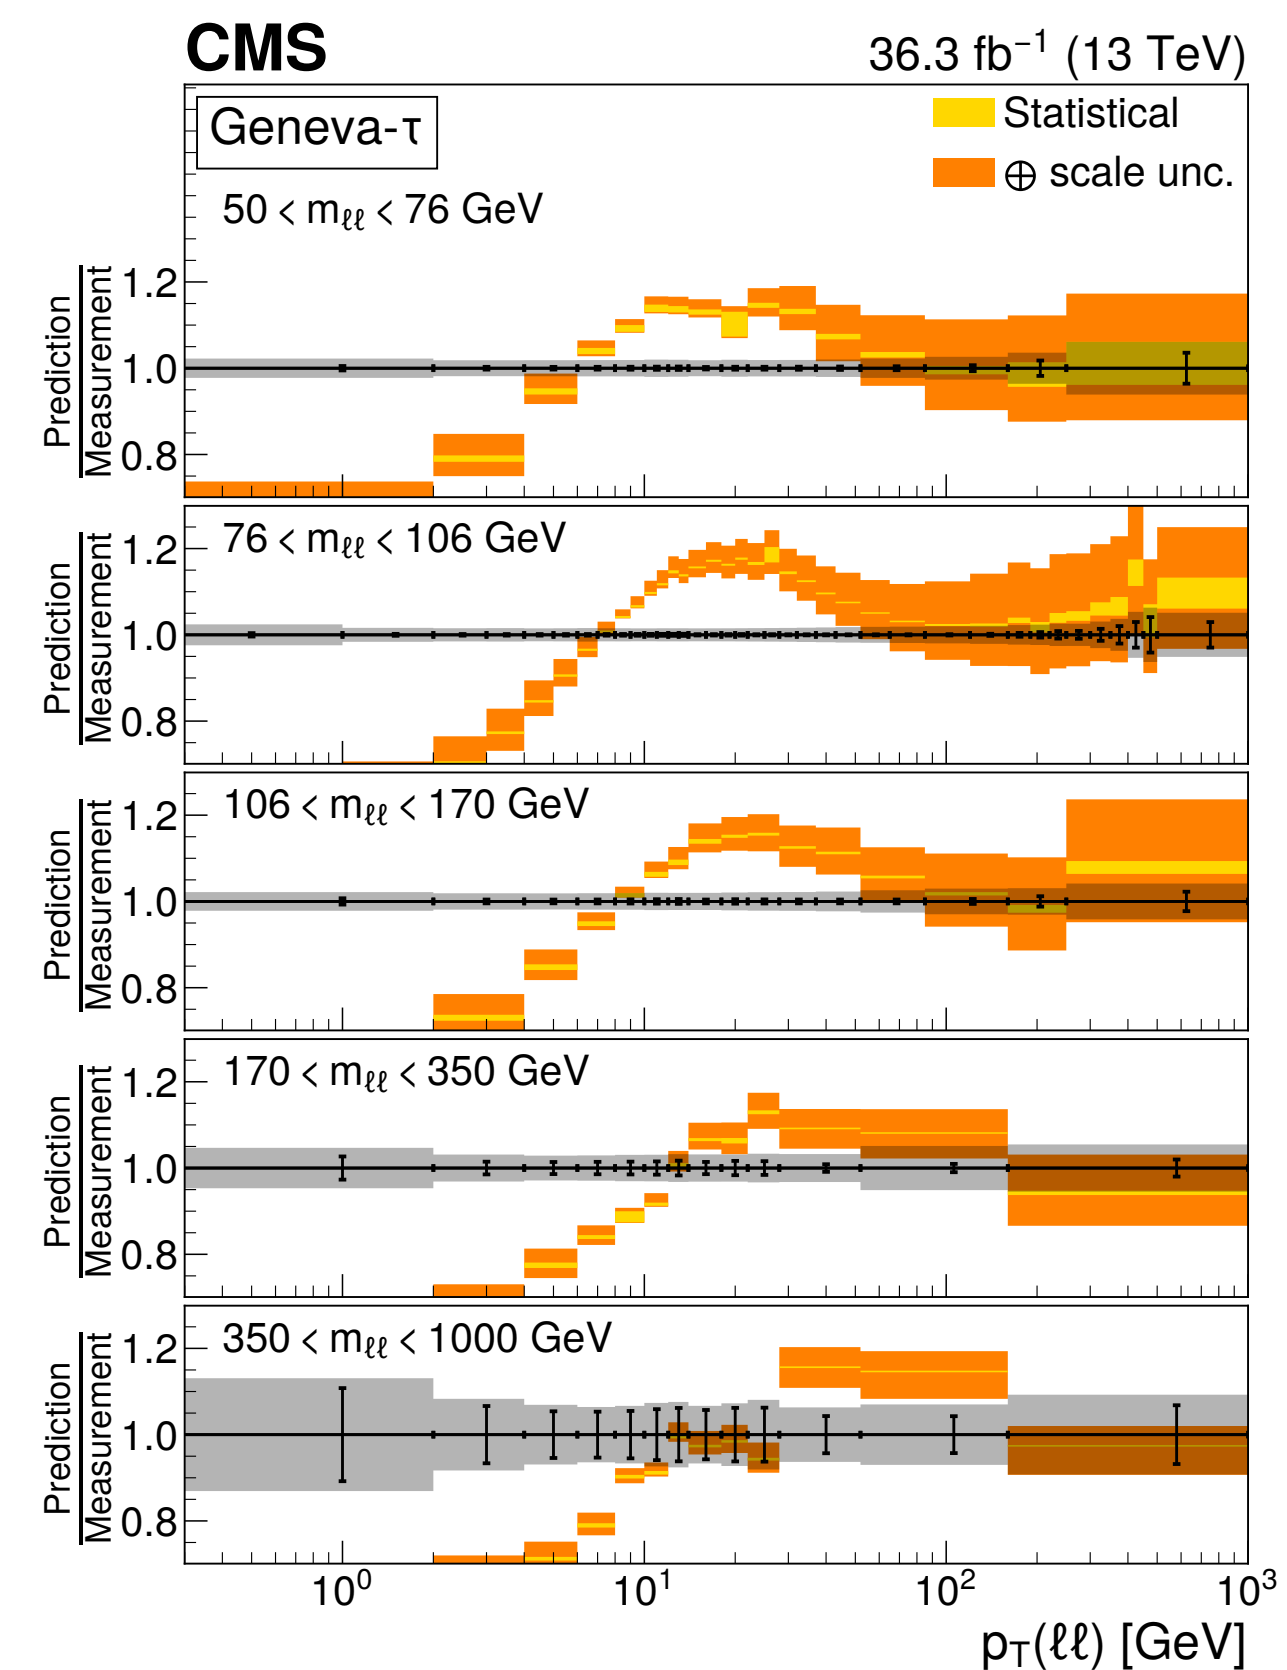 CMS
36.3 fb⁻¹ (13 TeV)
Geneva-τ
Statistical
⊕ scale unc.
50 < mℓℓ < 76 GeV
Prediction
Measurement
1.2
1.0
0.8
76 < mℓℓ < 106 GeV
Prediction
Measurement
1.2
1.0
0.8
106 < mℓℓ < 170 GeV
Prediction
Measurement
1.2
1.0
0.8
170 < mℓℓ < 350 GeV
Prediction
Measurement
1.2
1.0
0.8
350 < mℓℓ < 1000 GeV
Prediction
Measurement
1.2
1.0
0.8
10⁰ 10¹ 10² 10³
p_T(ℓℓ) [GeV]